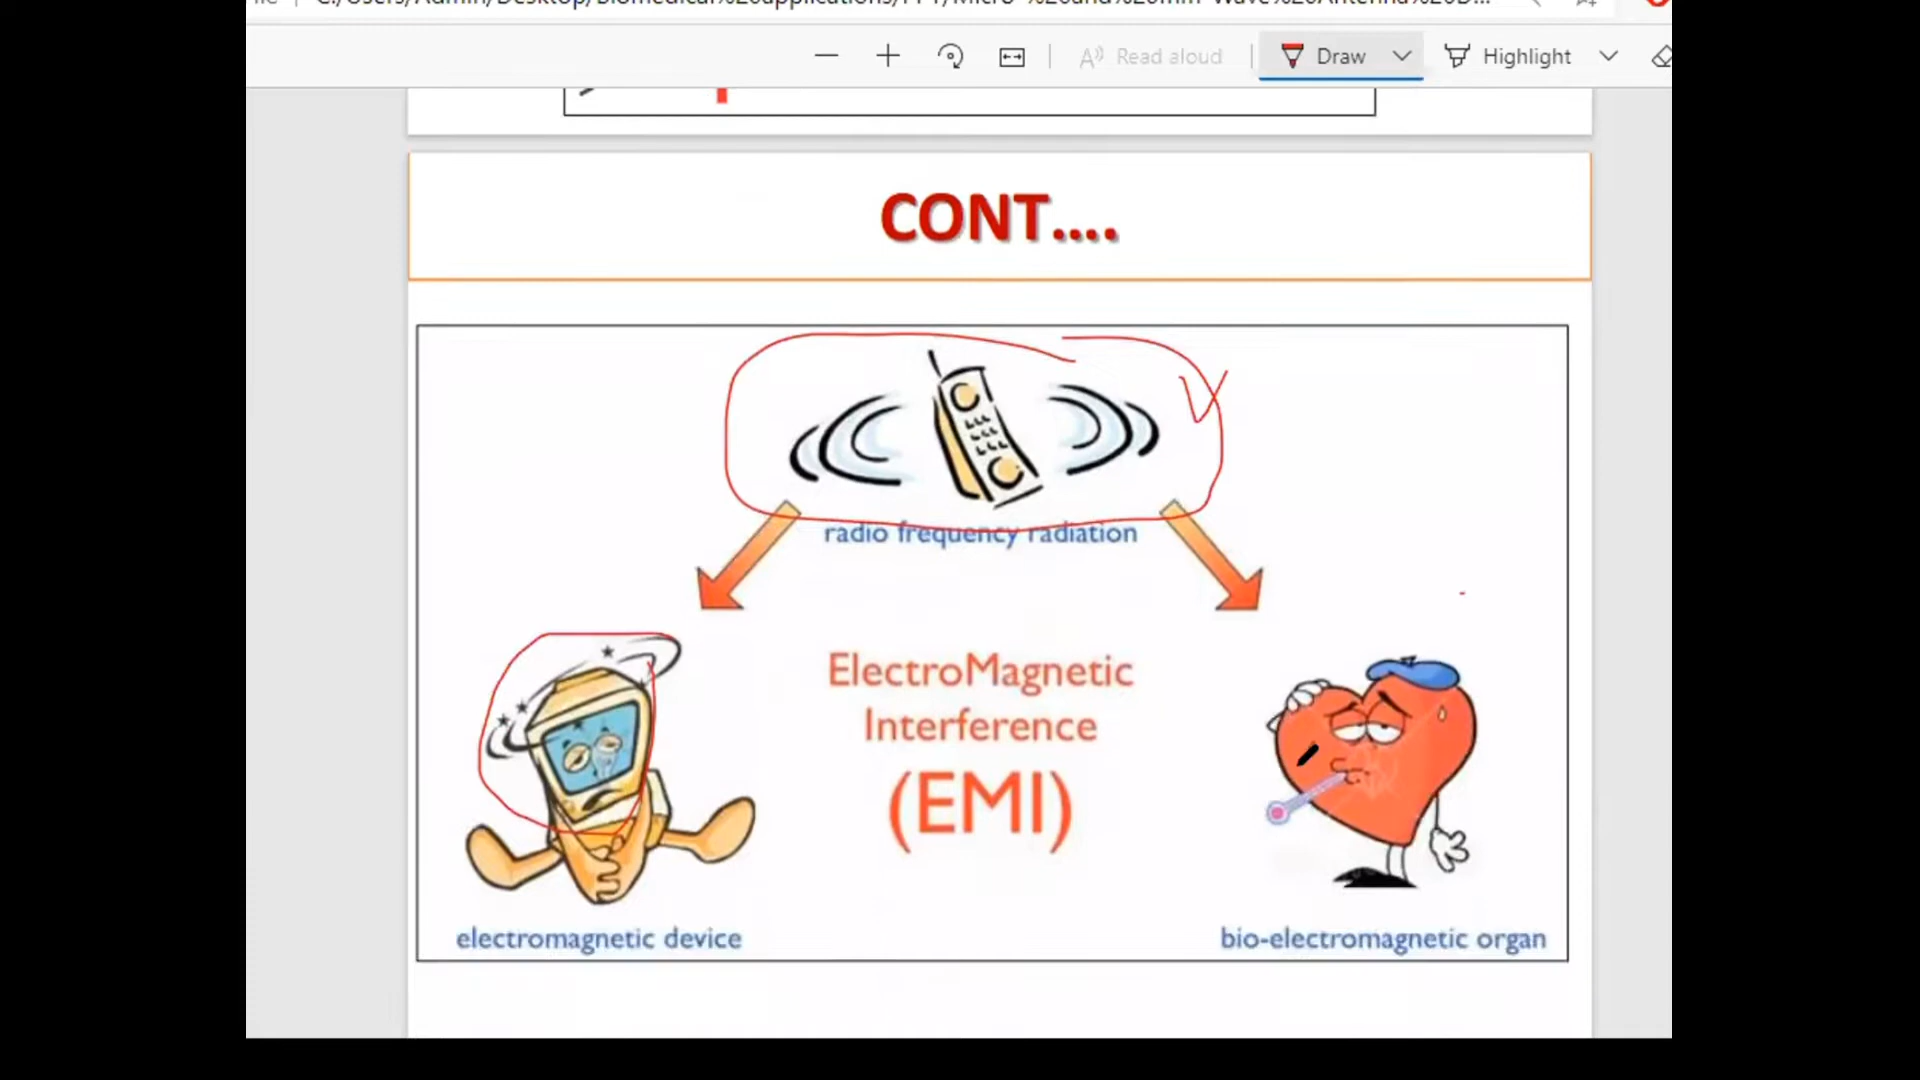 Read aloud
Draw
Highlight
CONT....
radio frequency radiation
ElectroMagnetic
Interference
(EMI)
electromagnetic device
bio-electromagnetic organ